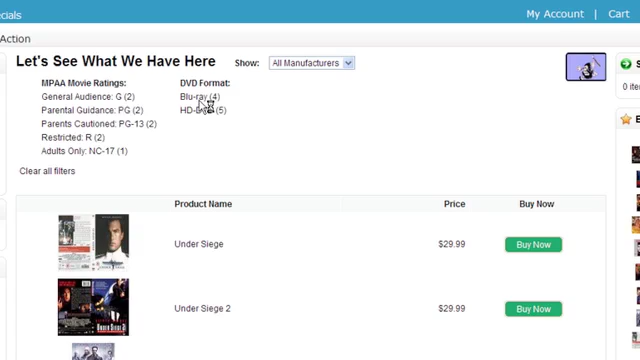 ecials
My Account | Cart
Action
Let's See What We Have Here
Show: All Manufacturers
MPAA Movie Ratings:
DVD Format:
General Audience: G (2)
Blu-ray (4)
Parental Guidance: PG (2)
(5)
Parents Cautioned: PG-13 (2)
Restricted: R (2)
Adults Only: NC-17 (1)
Clear all filters
0 ite
Product Name
Price
Buy Now
Under Siege
$29.99
Buy Now
Under Siege 2
$29.99
Buy Now